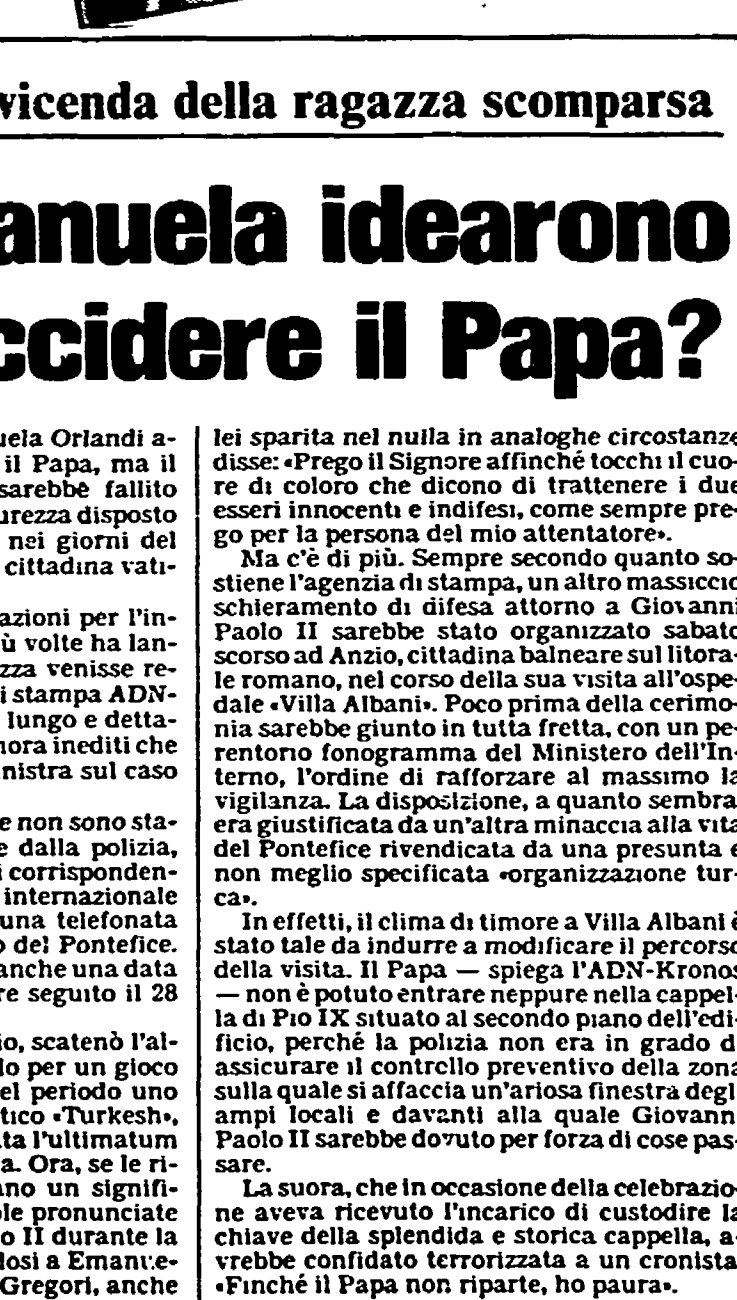 vicenda della ragazza scomparsa
anuela idearono
ccidere il Papa?
uela Orlandi a-
il Papa, ma il
sarebbe fallito
urezza disposto
nei giorni del
cittadina vati-
azioni per l'in-
ù volte ha lan-
zza venisse re-
i stampa ADN-
lungo e detta-
nora inediti che
nistra sul caso
e non sono sta-
e dalla polizia,
i corrisponden-
internazionale
una telefonata
o del Pontefice.
anche una data
re seguito il 28
io, scatenò l'al-
lo per un gioco
el periodo uno
tico «Turkesh»,
ta l'ultimatum
a. Ora, se le ri-
ano un signifi-
le pronunciate
o II durante la
dosi a Emanue-
Gregori, anche
lei sparita nel nulla in analoghe circostanze
disse: «Prego il Signore affinché tocchi il cuo-
re di coloro che dicono di trattenere i due
esseri innocenti e indifesi, come sempre pre-
go per la persona del mio attentatore».
Ma c'è di più. Sempre secondo quanto so-
stiene l'agenzia di stampa, un altro massiccio
schieramento di difesa attorno a Giovanni
Paolo II sarebbe stato organizzato sabato
scorso ad Anzio, cittadina balneare sul litora-
le romano, nel corso della sua visita all'ospe-
dale «Villa Albani». Poco prima della cerimo-
nia sarebbe giunto in tutta fretta, con un pe-
rentorio fonogramma del Ministero dell'In-
terno, l'ordine di rafforzare al massimo la
vigilanza. La disposizione, a quanto sembra
era giustificata da un'altra minaccia alla vita
del Pontefice rivendicata da una presunta e
non meglio specificata «organizzazione tur-
ca».
In effetti, il clima di timore a Villa Albani è
stato tale da indurre a modificare il percorso
della visita. Il Papa — spiega l'ADN-Kronos
— non è potuto entrare neppure nella cappel-
la di Pio IX situato al secondo piano dell'edi-
ficio, perché la polizia non era in grado di
assicurare il controllo preventivo della zona
sulla quale si affaccia un'ariosa finestra degli
ampi locali e davanti alla quale Giovanni
Paolo II sarebbe dovuto per forza di cose pas-
sare.
La suora, che in occasione della celebrazio-
ne aveva ricevuto l'incarico di custodire la
chiave della splendida e storica cappella, a-
vrebbe confidato terrorizzata a un cronista
«Finché il Papa non riparte, ho paura».